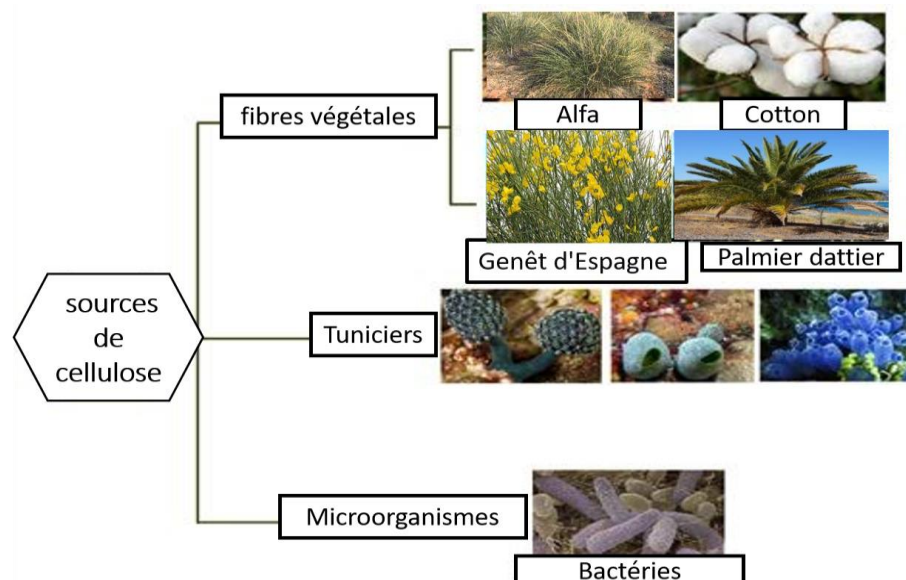 fibres végétales
Alfa
Cotton
Genêt d'Espagne
Palmier dattier
sources
de
cellulose
Tuniciers
Microorganismes
Bactéries